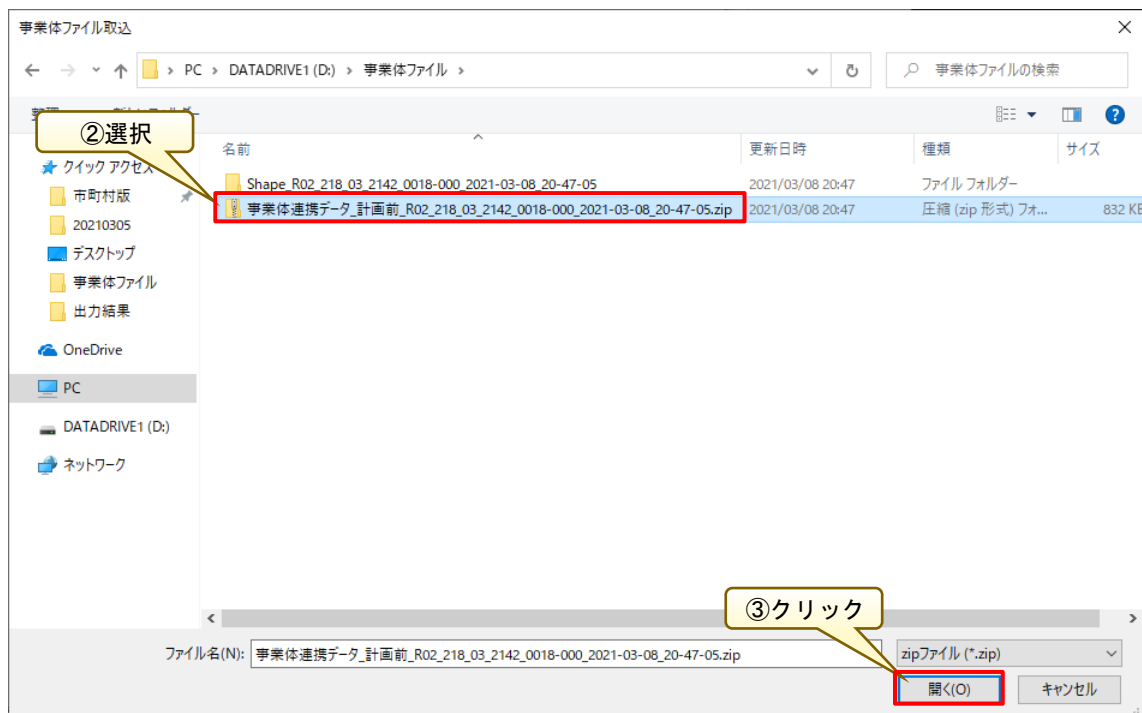 事業体ファイル取込
PC > DATADRIVE1 (D:) > 事業体ファイル >
事業体ファイルの検索
②選択
名前
更新日時
種類
サイズ
クイック アクセス
市町村版
20210305
デスクトップ
事業体ファイル
出力結果
OneDrive
PC
DATADRIVE1 (D:)
ネットワーク
Shape_R02_218_03_2142_0018-000_2021-03-08_20-47-05 2021/03/08 20:47 ファイル フォルダー
事業体連携データ_計画前_R02_218_03_2142_0018-000_2021-03-08_20-47-05.zip 2021/03/08 20:47 圧縮 (zip 形式) フォ... 832 KB
③クリック
ファイル名(N): 事業体連携データ_計画前_R02_218_03_2142_0018-000_2021-03-08_20-47-05.zip
zipファイル (*.zip)
開く(O)
キャンセル